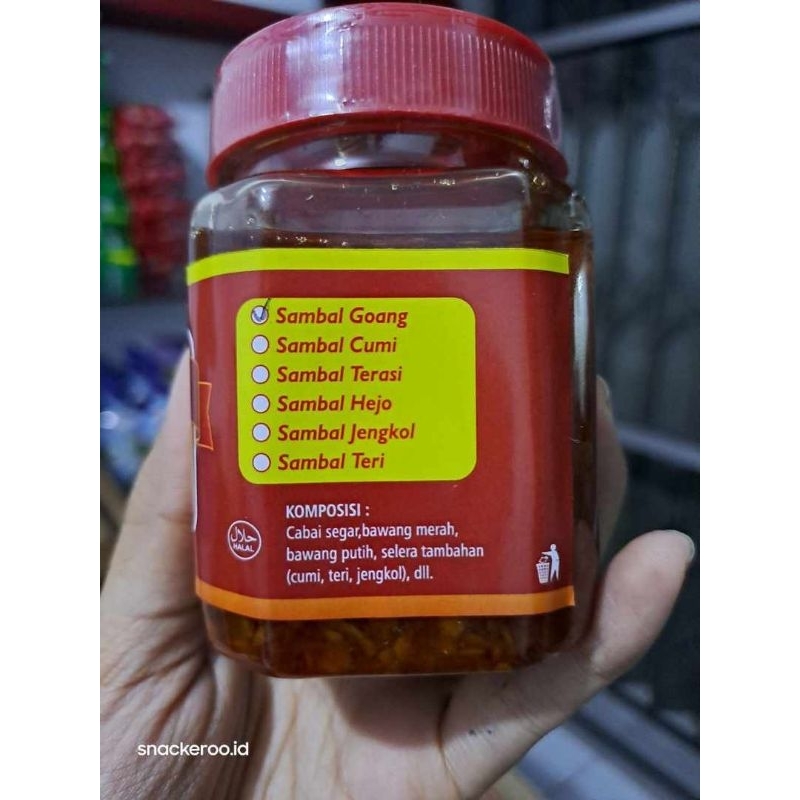 Sambal Goang
Sambal Cumi
Sambal Terasi
Sambal Hejo
Sambal Jengkol
Sambal Teri
KOMPOSISI :
Cabai segar,bawang merah,
bawang putih, selera tambahan
(cumi, teri, jengkol), dll.
حلال
HALAL
snackeroo.id